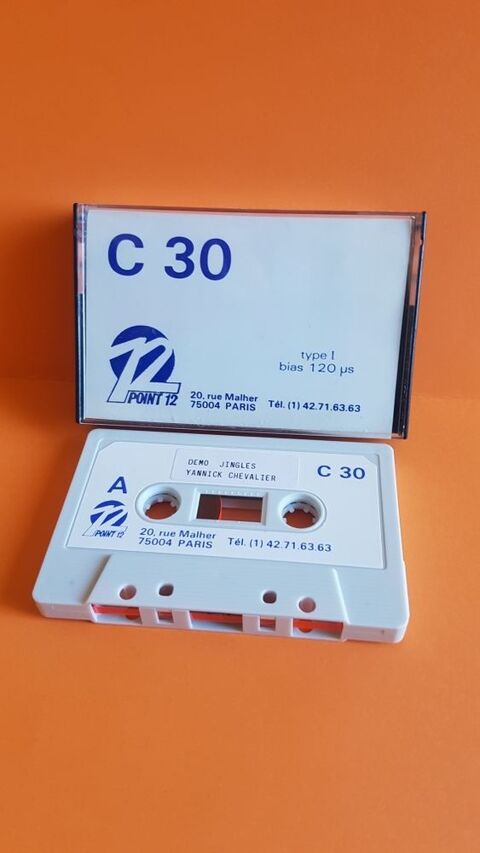 C 30
type I
bias 120 µs
12
POINT 12
20, rue Malher
75004 PARIS Tél. (1) 42.71.63.63
DEMO JINGLES
YANNICK CHEVALIER
C 30
A
12
POINT 12
20, rue Malher
75004 PARIS Tél. (1) 42.71.63.63